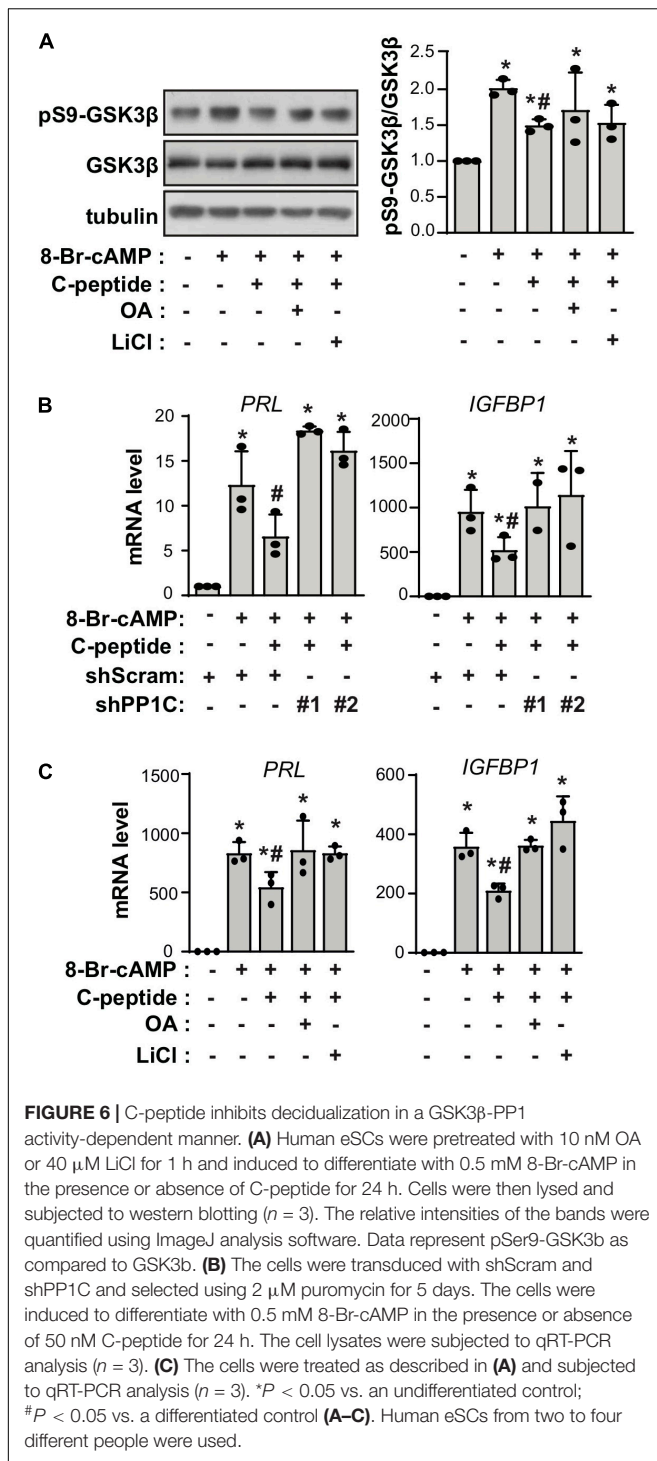 A
pS9-GSK3β
GSK3β
tubulin
8-Br-cAMP : - + + + +
C-peptide : - - + + +
OA : - - - + -
LiCl : - - - - +
pS9-GSK3β/GSK3β
2.5
2.0
1.5
1.0
0.5
0.0
* *# * *
- + + + +
- - + + +
- - - + -
- - - - +
B
PRL
mRNA level
20
15
10
5
0
* # * *
IGFBP1
2000
1500
1000
500
0
* *# * *
8-Br-cAMP: - + + + + - + + + +
C-peptide : - - + + + - - + + +
shScram: + + + - - + + + - -
shPP1C: - - - #1 #2 - - - #1 #2
C
PRL
mRNA level
1500
1000
500
0
* *# * *
IGFBP1
600
400
200
0
* *# * *
8-Br-cAMP : - + + + + - + + + +
C-peptide : - - + + + - - + + +
OA : - - - + - - - - + -
LiCl : - - - - + - - - - +
FIGURE 6 | C-peptide inhibits decidualization in a GSK3β-PP1
activity-dependent manner. (A) Human eSCs were pretreated with 10 nM OA
or 40 μM LiCl for 1 h and induced to differentiate with 0.5 mM 8-Br-cAMP in
the presence or absence of C-peptide for 24 h. Cells were then lysed and
subjected to western blotting (n = 3). The relative intensities of the bands were
quantified using ImageJ analysis software. Data represent pSer9-GSK3b as
compared to GSK3b. (B) The cells were transduced with shScram and
shPP1C and selected using 2 μM puromycin for 5 days. The cells were
induced to differentiate with 0.5 mM 8-Br-cAMP in the presence or absence
of 50 nM C-peptide for 24 h. The cell lysates were subjected to qRT-PCR
analysis (n = 3). (C) The cells were treated as described in (A) and subjected
to qRT-PCR analysis (n = 3). *P < 0.05 vs. an undifferentiated control;
#P < 0.05 vs. a differentiated control (A–C). Human eSCs from two to four
different people were used.